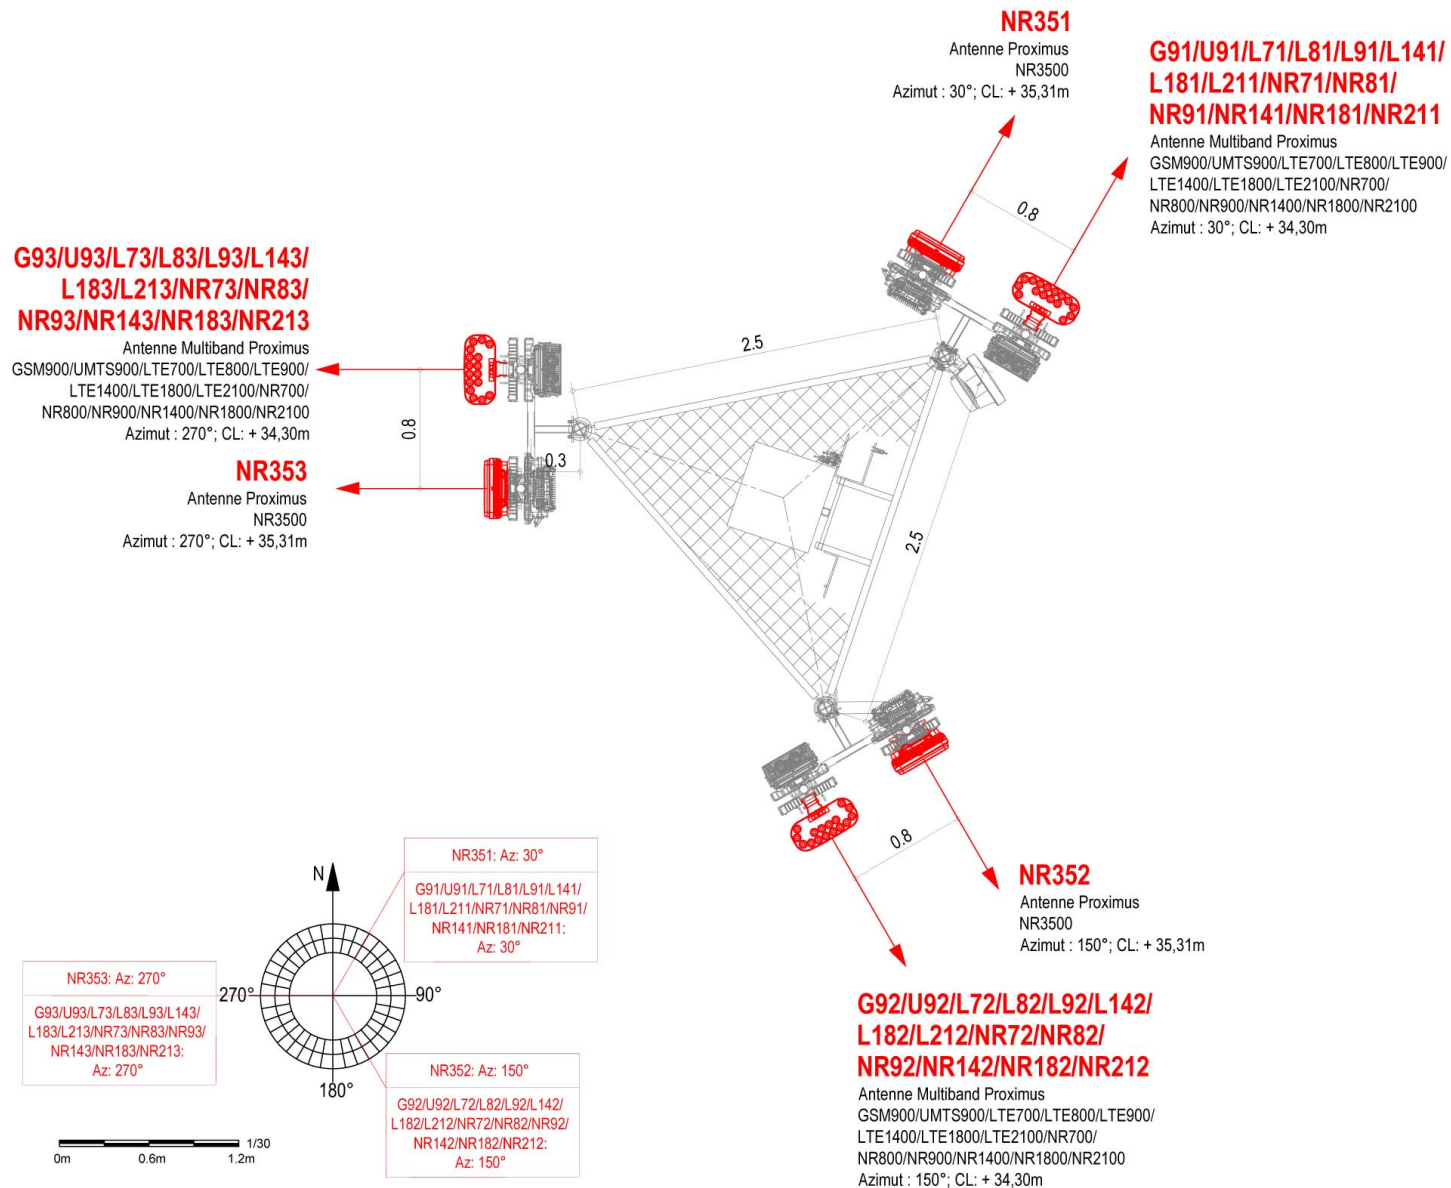 NR351
Antenne Proximus
NR3500
Azimut : 30°; CL: + 35,31m
G91/U91/L71/L81/L91/L141/
L181/L211/NR71/NR81/
NR91/NR141/NR181/NR211
Antenne Multiband Proximus
GSM900/UMTS900/LTE700/LTE800/LTE900/
LTE1400/LTE1800/LTE2100/NR700/
NR800/NR900/NR1400/NR1800/NR2100
Azimut : 30°; CL: + 34,30m
0.8
G93/U93/L73/L83/L93/L143/
L183/L213/NR73/NR83/
NR93/NR143/NR183/NR213
Antenne Multiband Proximus
GSM900/UMTS900/LTE700/LTE800/LTE900/
LTE1400/LTE1800/LTE2100/NR700/
NR800/NR900/NR1400/NR1800/NR2100
Azimut : 270°; CL: + 34,30m
2.5
0.8
0.3
NR353
Antenne Proximus
NR3500
Azimut : 270°; CL: + 35,31m
2.5
0.8
NR352
Antenne Proximus
NR3500
Azimut : 150°; CL: + 35,31m
G92/U92/L72/L82/L92/L142/
L182/L212/NR72/NR82/
NR92/NR142/NR182/NR212
Antenne Multiband Proximus
GSM900/UMTS900/LTE700/LTE800/LTE900/
LTE1400/LTE1800/LTE2100/NR700/
NR800/NR900/NR1400/NR1800/NR2100
Azimut : 150°; CL: + 34,30m
N
NR351: Az: 30°
G91/U91/L71/L81/L91/L141/
L181/L211/NR71/NR81/NR91/
NR141/NR181/NR211:
Az: 30°
NR353: Az: 270°
G93/U93/L73/L83/L93/L143/
L183/L213/NR73/NR83/NR93/
NR143/NR183/NR213:
Az: 270°
270°
90°
180°
NR352: Az: 150°
G92/U92/L72/L82/L92/L142/
L182/L212/NR72/NR82/NR92/
NR142/NR182/NR212:
Az: 150°
1/30
0m 0.6m 1.2m